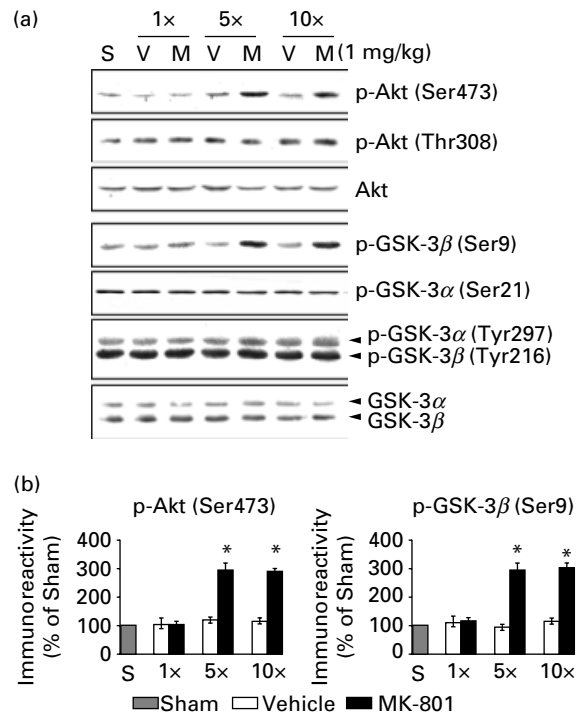 (a)
1× 5× 10×
S V M V M V M (1 mg/kg)
p-Akt (Ser473)
p-Akt (Thr308)
Akt
p-GSK-3β (Ser9)
p-GSK-3α (Ser21)
p-GSK-3α (Tyr297)
p-GSK-3β (Tyr216)
GSK-3α
GSK-3β
(b)
p-Akt (Ser473)
Immunoreactivity
(% of Sham)
400
300
200
100
0
* *
S 1× 5× 10×
p-GSK-3β (Ser9)
Immunoreactivity
(% of Sham)
400
300
200
100
0
* *
S 1× 5× 10×
Sham Vehicle MK-801